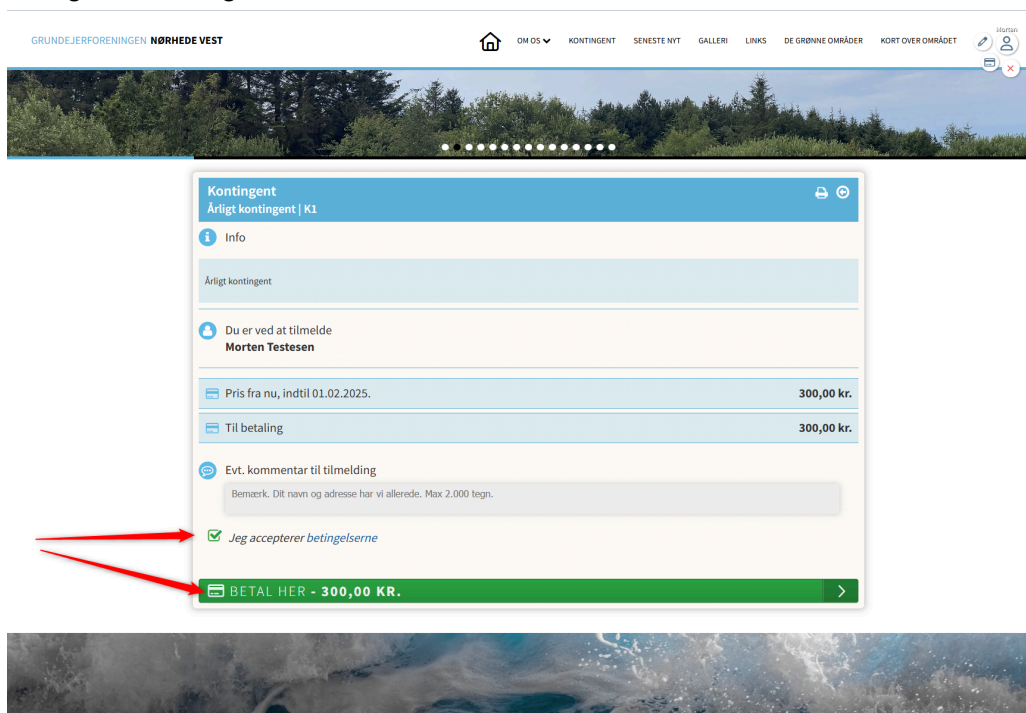 GRUNDEJERFORENINGEN NØRHEDE VEST
OM OS KONTINGENT SENESTE NYT GALLERI LINKS DE GRØNNE OMRÅDER KORT OVER OMRÅDET
Morten
Kontingent
Årligt kontingent | K1
Info
Årligt kontingent
Du er ved at tilmelde
Morten Testesen
Pris fra nu, indtil 01.02.2025. 300,00 kr.
Til betaling 300,00 kr.
Evt. kommentar til tilmelding
Bemærk. Dit navn og adresse har vi allerede. Max 2.000 tegn.
Jeg accepterer betingelserne
BETAL HER - 300,00 KR.